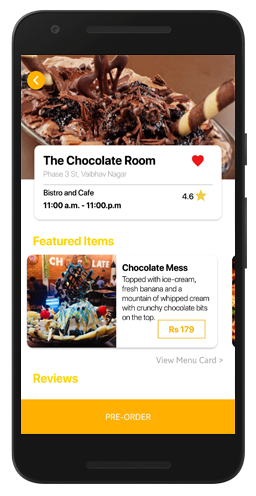 The Chocolate Room
Phase 3 St, Vaibhav Nagar
Bistro and Cafe
4.6
11:00 a.m. - 11:00.p.m
Featured Items
CHOCOLATE
Chocolate Mess
Topped with ice-cream,
fresh banana and a
mountain of whipped cream
with crunchy chocolate bits
on the top.
Rs 179
View Menu Card >
Reviews
PRE-ORDER